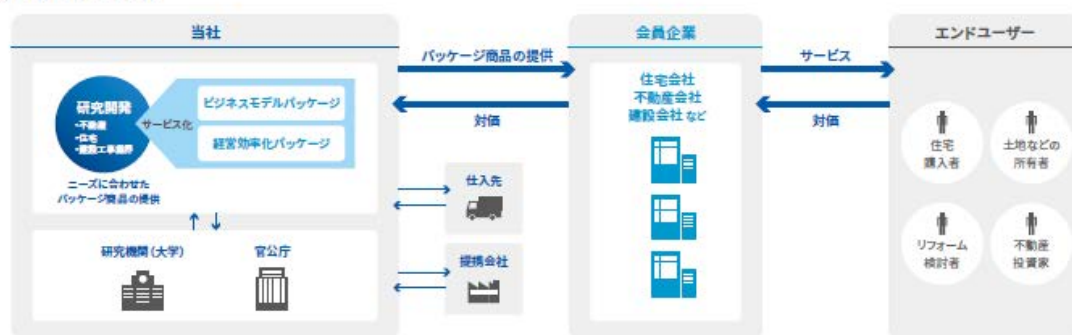 当社
研究開発
・不動産
・住宅
・建設工事業界
サービス化
ビジネスモデルパッケージ
経営効率化パッケージ
ニーズに合わせた
パッケージ商品の提供
研究機関(大学)
官公庁
パッケージ商品の提供
対価
仕入先
提携会社
会員企業
住宅会社
不動産会社
建設会社 など
サービス
対価
エンドユーザー
住宅
購入者
土地などの
所有者
リフォーム
検討者
不動産
投資家